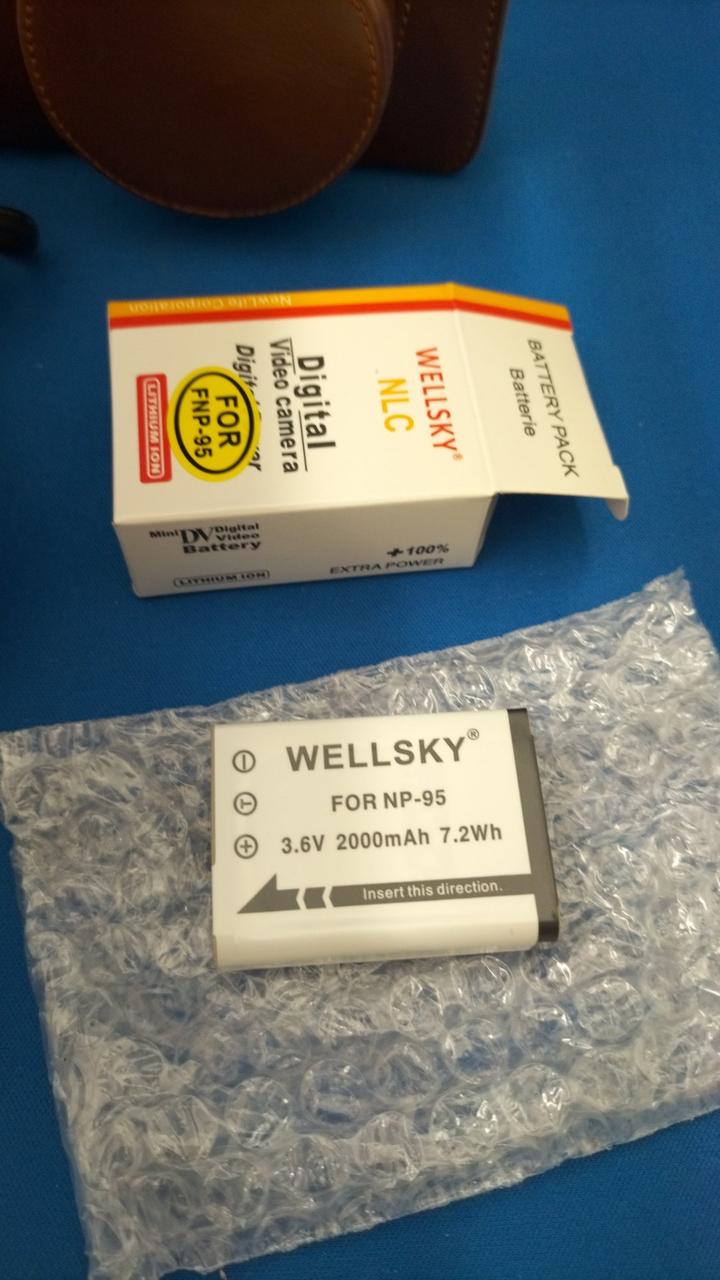 NewLife Corporation
BATTERY PACK
Batterie
WELLSKY®
NLC
Digital
Video camera
FOR
FNP-95
LITHIUM ION
Mini DV Digital Video
Battery
LITHIUM ION
+100%
EXTRA POWER
WELLSKY®
FOR NP-95
3.6V 2000mAh 7.2Wh
Insert this direction.